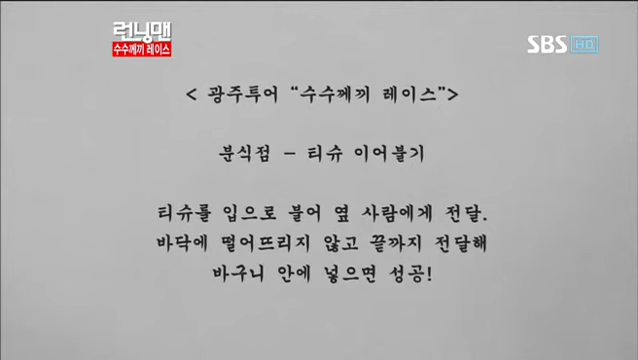 런닝맨
수수께끼 레이스
SBS HD
< 광주투어 “수수께끼 레이스”>
분식점 – 티슈 이어불기
티슈를 입으로 불어 옆 사람에게 전달.
바닥에 떨어뜨리지 않고 끝까지 전달해
바구니 안에 넣으면 성공!